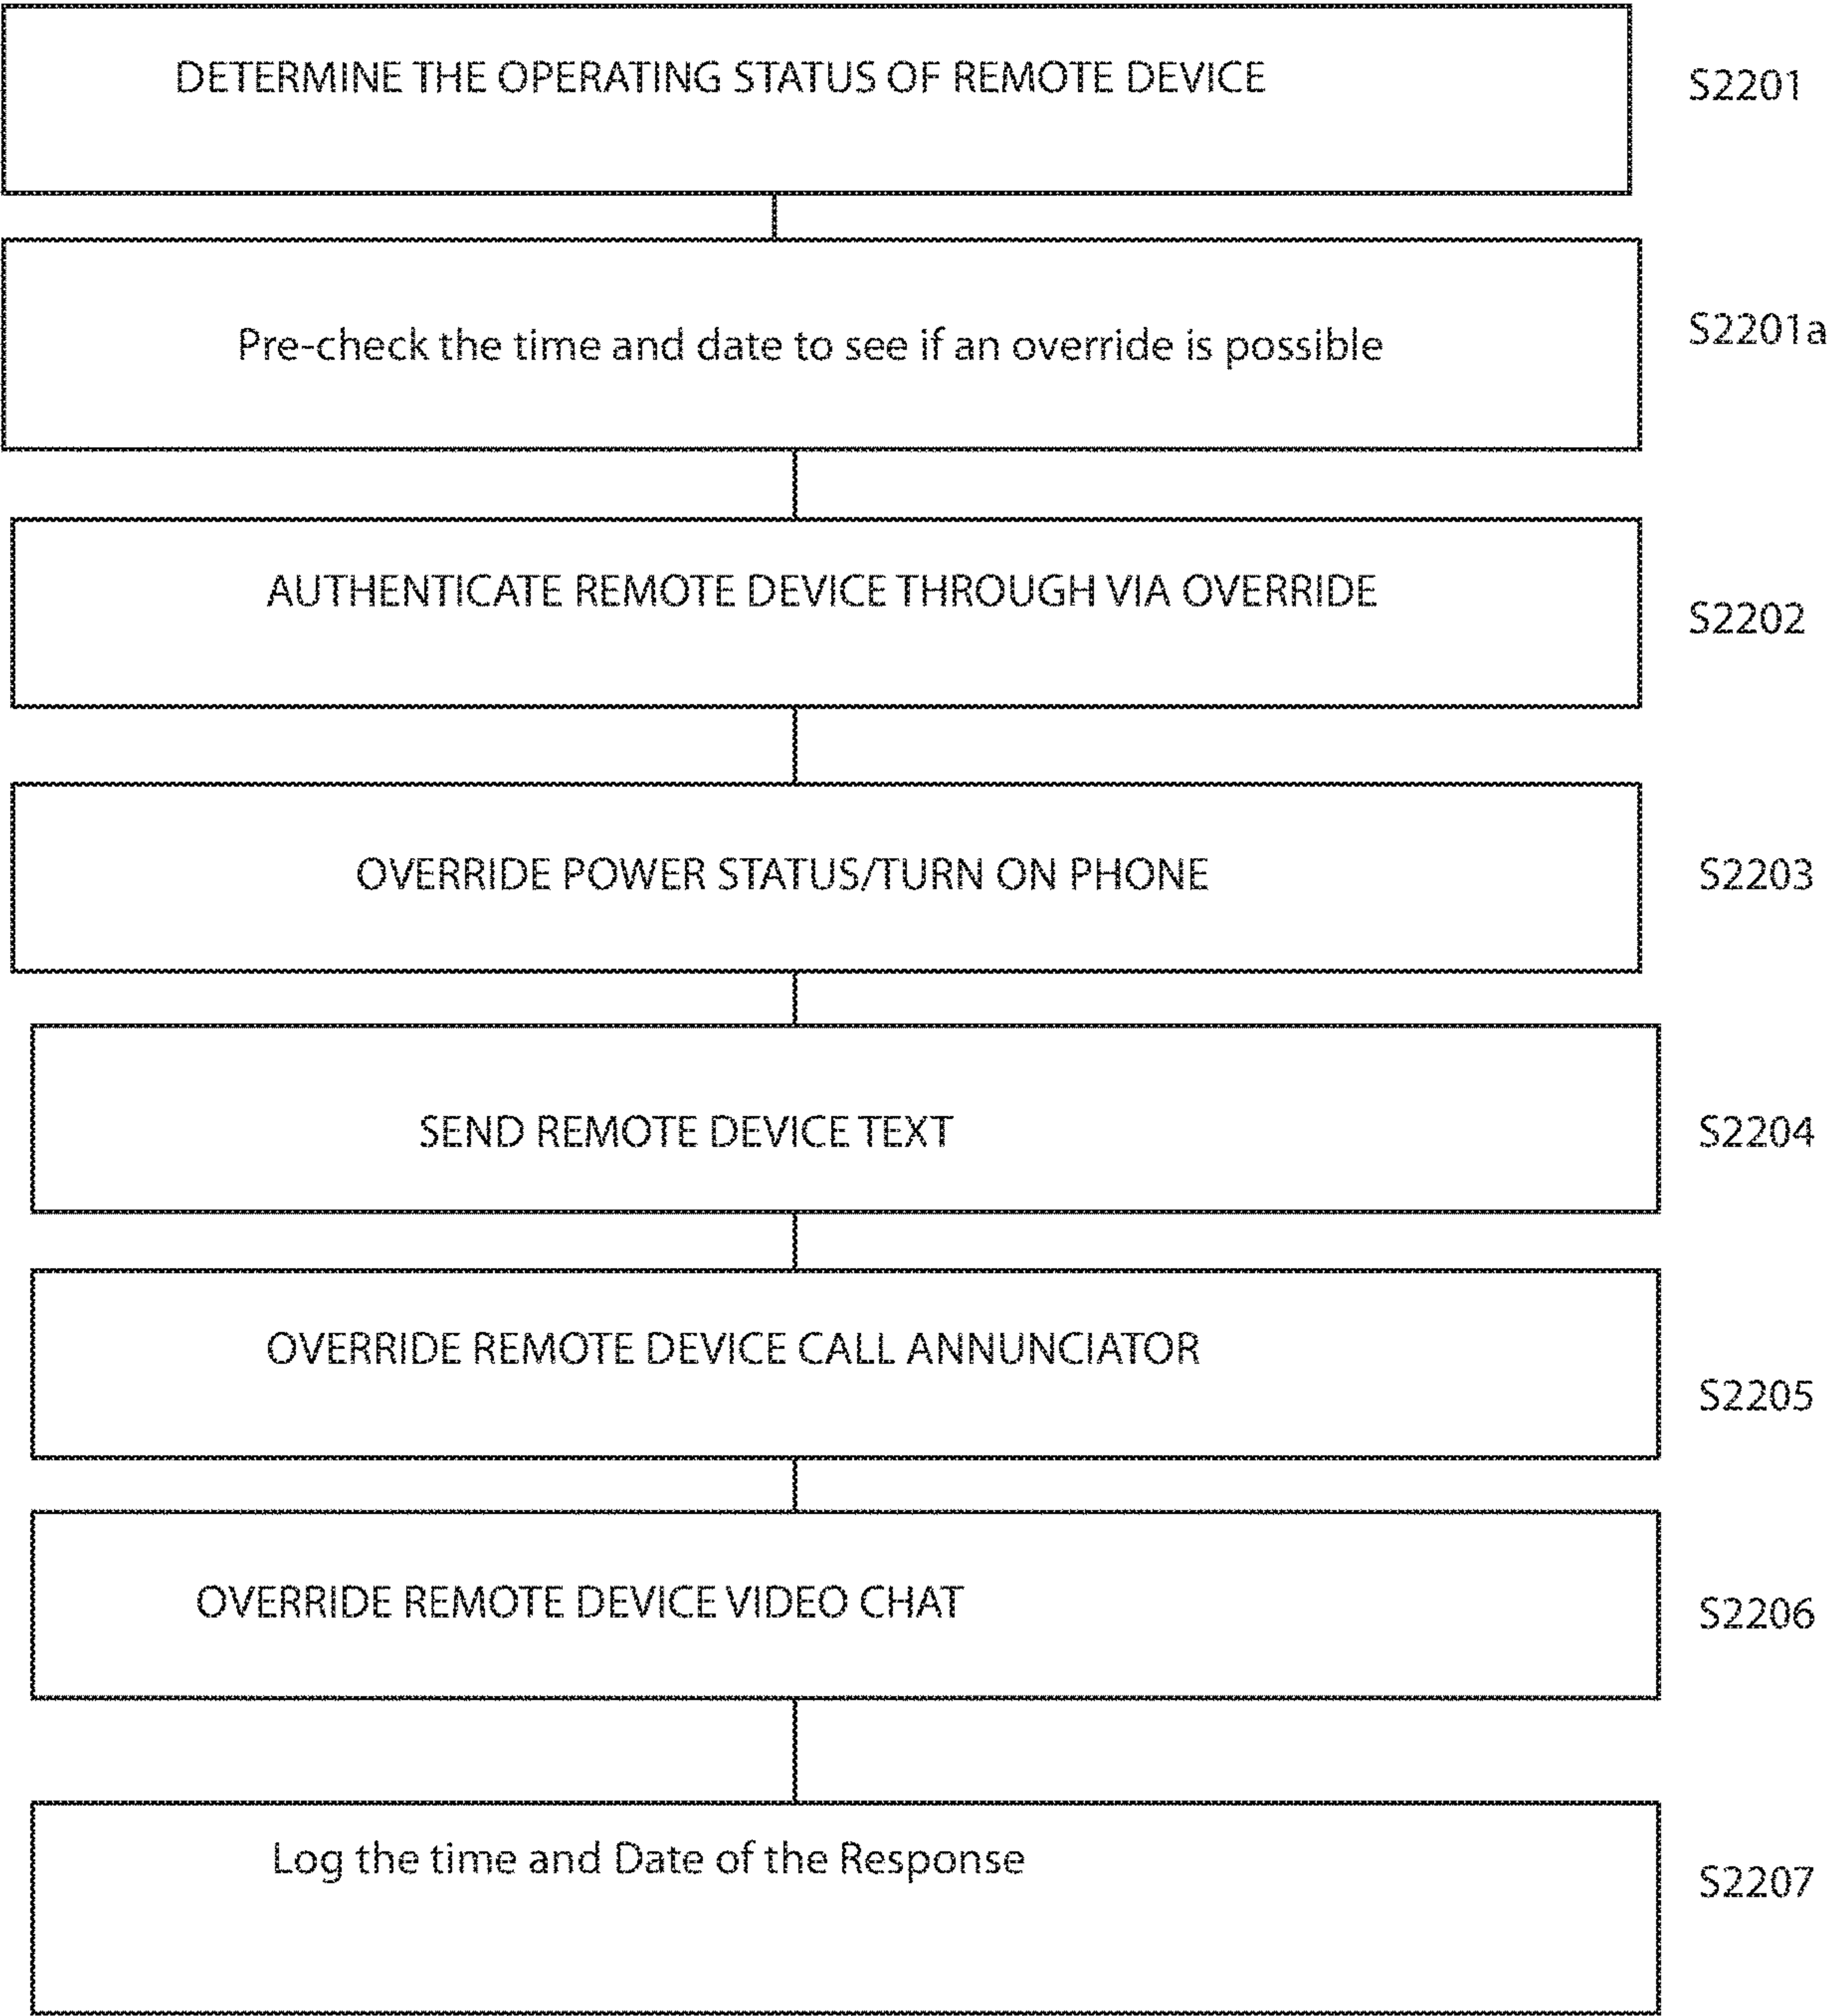 DETERMINE THE OPERATING STATUS OF REMOTE DEVICE
S2201
Pre-check the time and date to see if an override is possible
S2201a
AUTHENTICATE REMOTE DEVICE THROUGH VIA OVERRIDE
S2202
OVERRIDE POWER STATUS/TURN ON PHONE
S2203
SEND REMOTE DEVICE TEXT
S2204
OVERRIDE REMOTE DEVICE CALL ANNUNCIATOR
S2205
OVERRIDE REMOTE DEVICE VIDEO CHAT
S2206
Log the time and Date of the Response
S2207